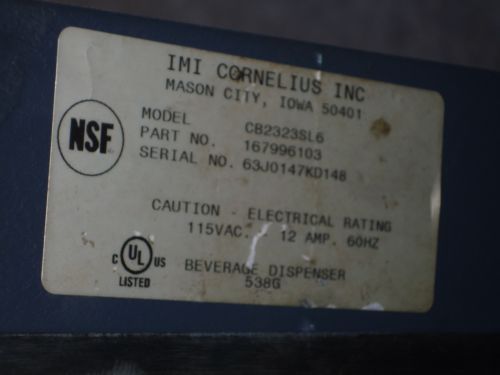 IMI CORNELIUS INC
MASON CITY, IOWA 50401
MODEL CB2323SL6
PART NO. 167996103
SERIAL NO. 63J0147KD148
NSF
CAUTION - ELECTRICAL RATING
115VAC. 12 AMP. 60HZ
C UL US
LISTED
BEVERAGE DISPENSER
538G